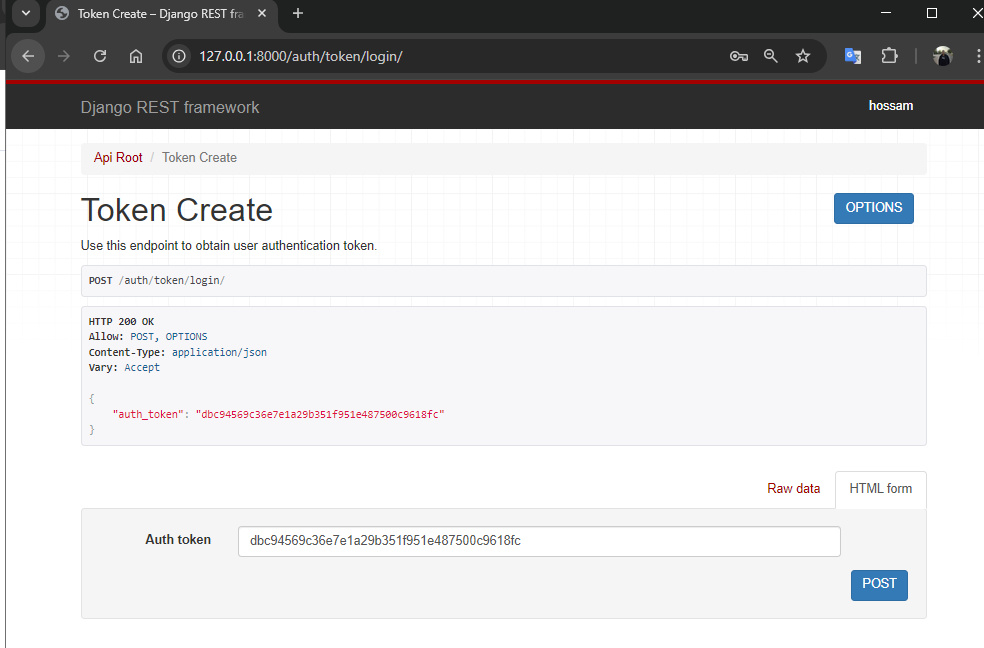 Token Create – Django REST fra
127.0.0.1:8000/auth/token/login/
Django REST framework
hossam
Api Root / Token Create
Token Create
OPTIONS
Use this endpoint to obtain user authentication token.
POST /auth/token/login/
HTTP 200 OK
Allow: POST, OPTIONS
Content-Type: application/json
Vary: Accept
{
"auth_token": "dbc94569c36e7e1a29b351f951e487500c9618fc"
}
Raw data
HTML form
Auth token
dbc94569c36e7e1a29b351f951e487500c9618fc
POST